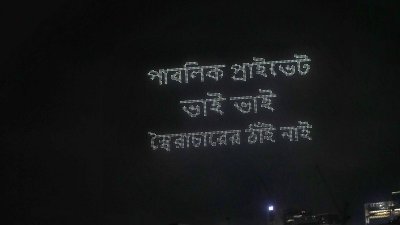 পাবলিক প্রাইভেট
ভাই ভাই
স্বৈরাচারের ঠাঁই নাই